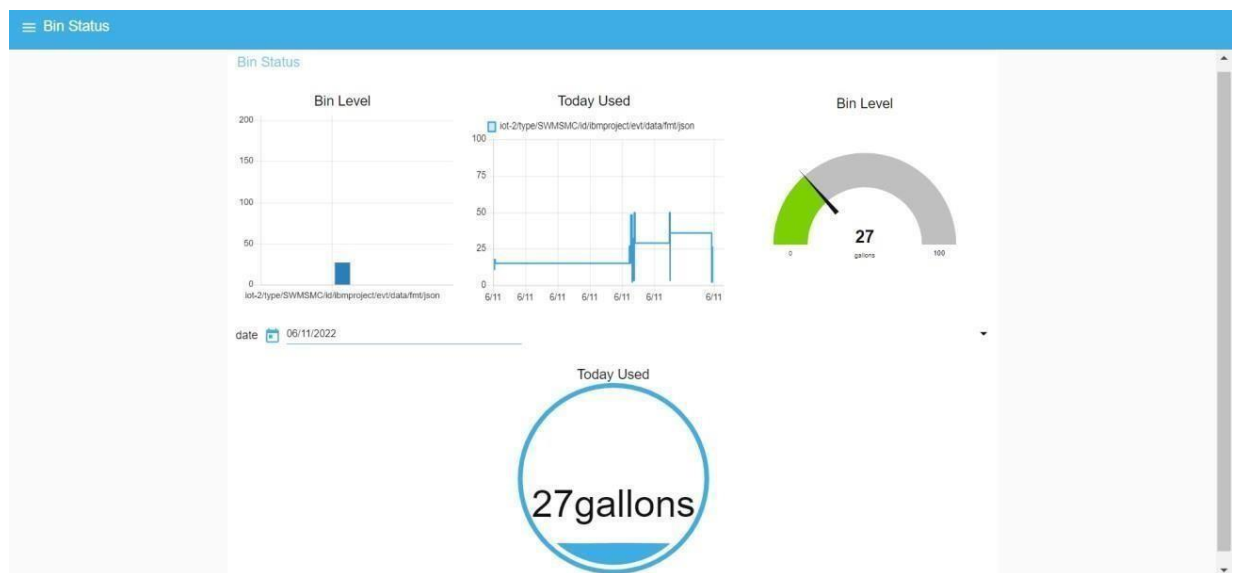 Bin Status
Bin Status
Bin Level
200
150
100
50
0
iot-2/type/SWMSMC/id/ibmproject/evt/data/fmt/json
Today Used
iot-2/type/SWMSMC/id/ibmproject/evt/data/fmt/json
100
75
50
25
0
6/11 6/11 6/11 6/11 6/11 6/11 6/11
Bin Level
27
gallons
0 100
date 06/11/2022
Today Used
27gallons